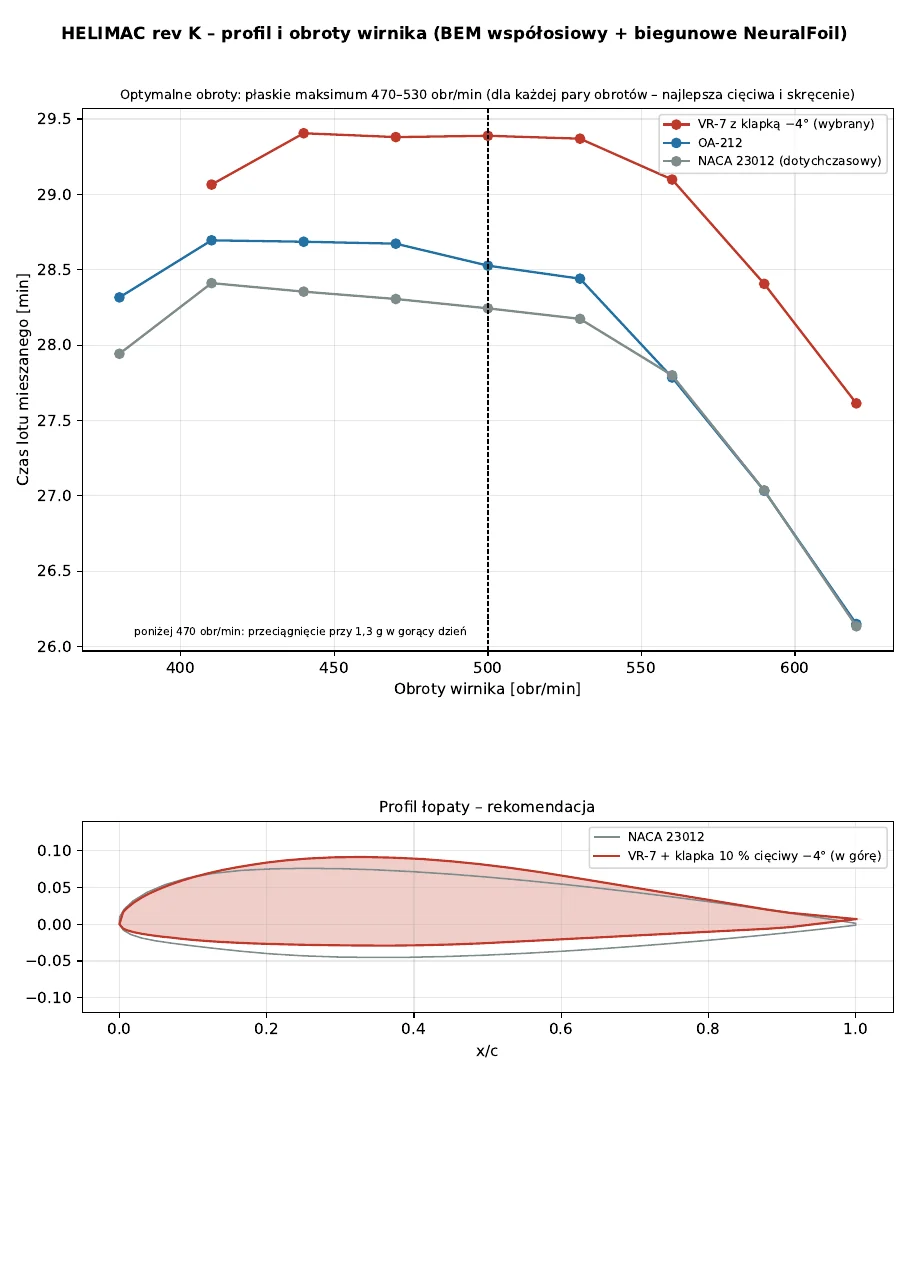 HELIMAC rev K – profil i obroty wirnika (BEM współosiowy + biegunowe NeuralFoil)
Optymalne obroty: płaskie maksimum 470–530 obr/min (dla każdej pary obrotów – najlepsza cięciwa i skręcenie)
VR-7 z klapką −4° (wybrany)
OA-212
NACA 23012 (dotychczasowy)
Czas lotu mieszanego [min]
29.5
29.0
28.5
28.0
27.5
27.0
26.5
26.0
poniżej 470 obr/min: przeciągnięcie przy 1,3 g w gorący dzień
400
450
500
550
600
Obroty wirnika [obr/min]
Profil łopaty – rekomendacja
NACA 23012
VR-7 + klapka 10 % cięciwy −4° (w górę)
0.10
0.05
0.00
−0.05
−0.10
0.0
0.2
0.4
0.6
0.8
1.0
x/c